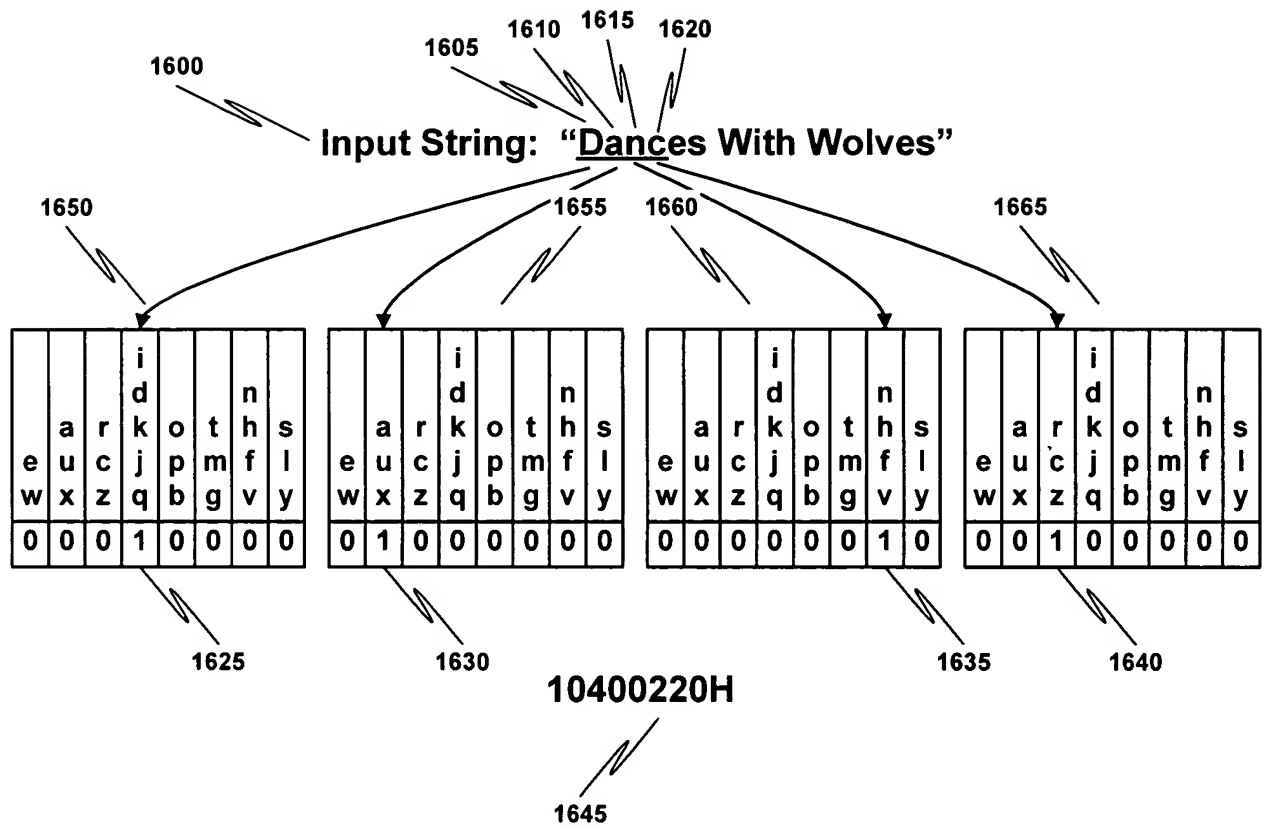 1615
1610 1620
1605
1600
Input String: “Dances With Wolves”
1650 1655 1660 1665
i i i i
d d d d
n n n n
a r k o t h s a r k o t h s a r k o t h s a r k o t h s
e u c j p m f l e u c j p m f l e u c j p m f l e u c j p m f l
w x z q b g v y w x z q b g v y w x z q b g v y w x z q b g v y
0 0 0 1 0 0 0 0 0 1 0 0 0 0 0 0 0 0 0 0 0 0 1 0 0 0 1 0 0 0 0 0
1625 1630 1635 1640
10400220H
1645